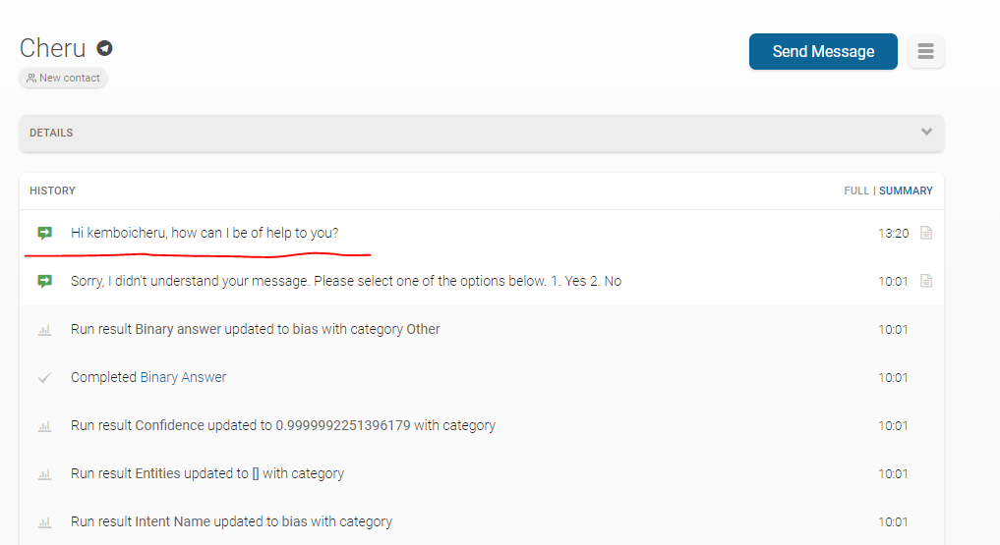 Cheru
Send Message
New contact
DETAILS
HISTORY
FULL | SUMMARY
Hi kemboicheru, how can I be of help to you? 13:20
Sorry, I didn't understand your message. Please select one of the options below. 1. Yes 2. No 10:01
Run result Binary answer updated to bias with category Other 10:01
Completed Binary Answer 10:01
Run result Confidence updated to 0.9999992251396179 with category 10:01
Run result Entities updated to [] with category 10:01
Run result Intent Name updated to bias with category 10:01